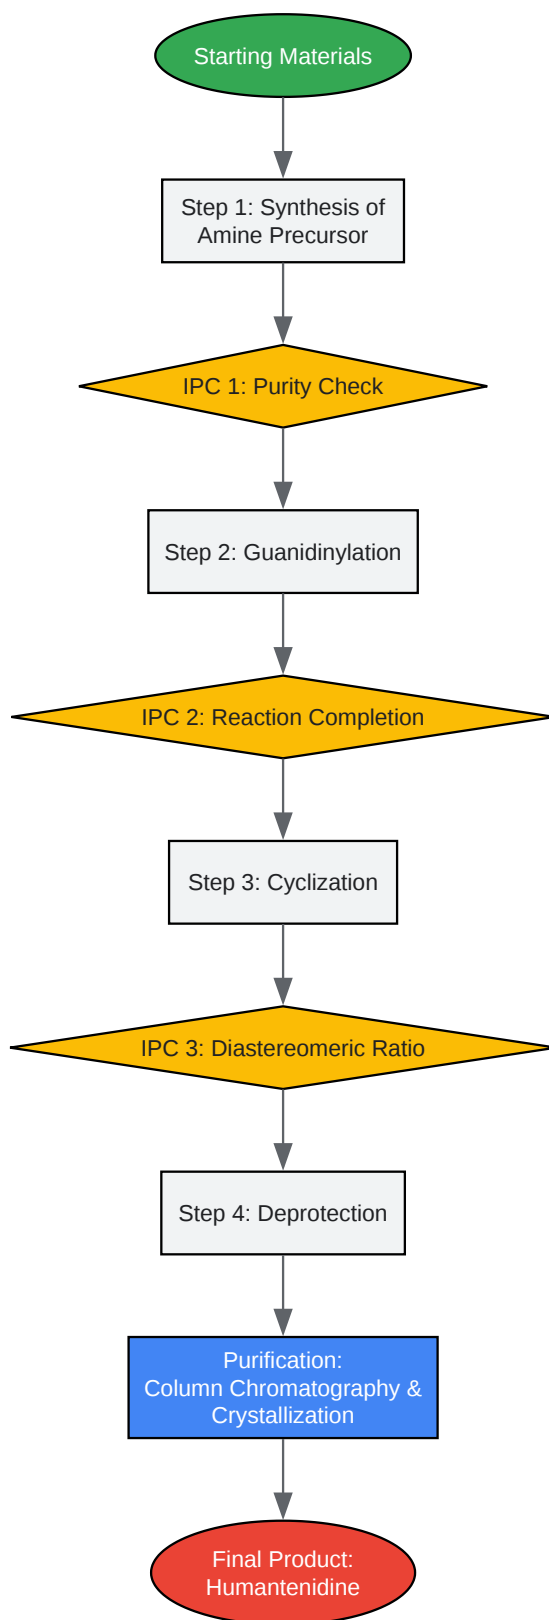 Starting Materials
Step 1: Synthesis of
Amine Precursor
IPC 1: Purity Check
Step 2: Guanidinylation
IPC 2: Reaction Completion
Step 3: Cyclization
IPC 3: Diastereomeric Ratio
Step 4: Deprotection
Purification:
Column Chromatography &
Crystallization
Final Product:
Humantenidine